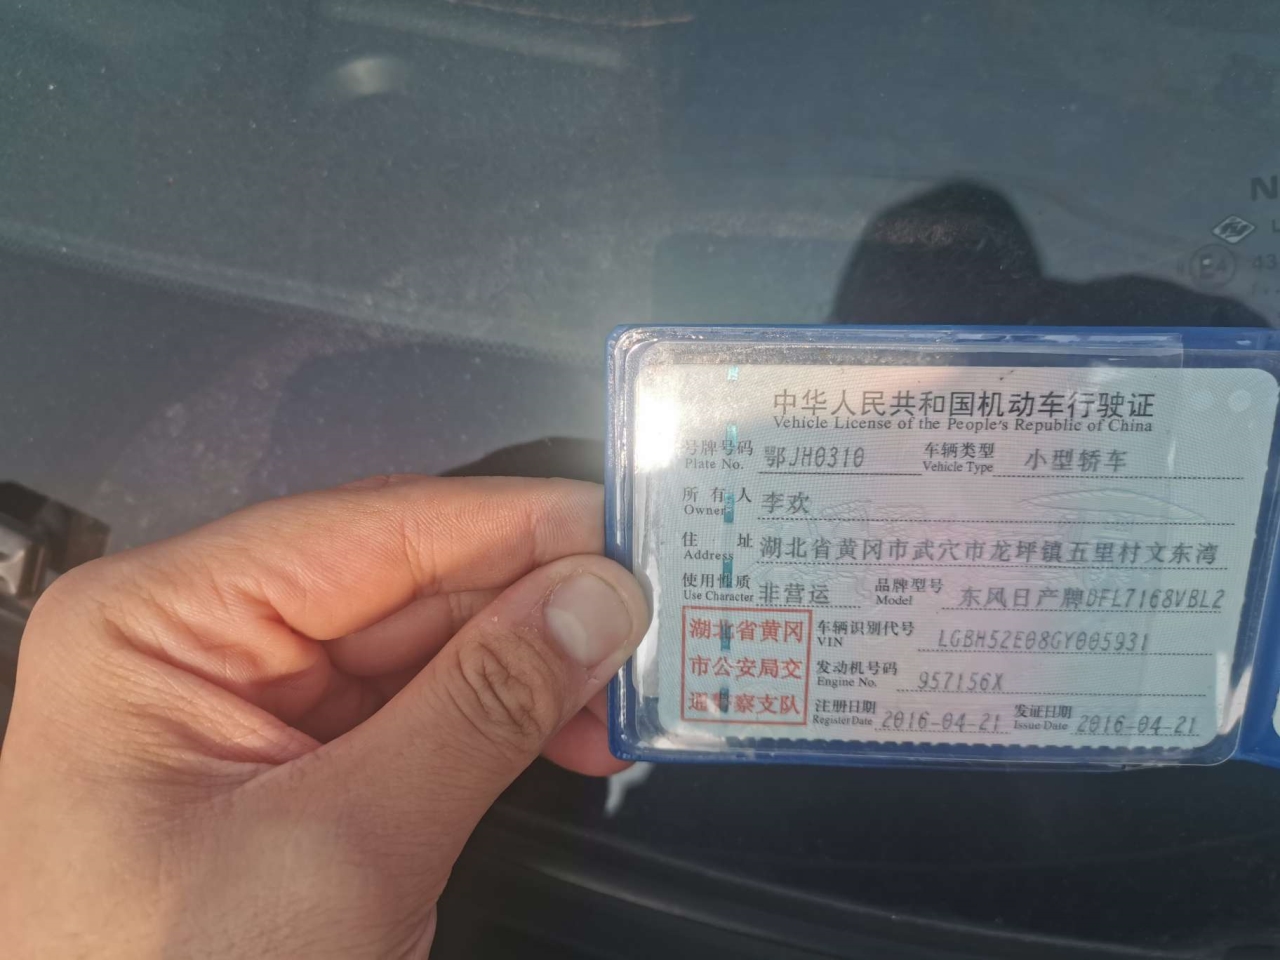 中华人民共和国机动车行驶证
Vehicle License of the People's Republic of China
号牌号码 鄂JH0310 车辆类型 小型轿车
Plate No. Vehicle Type
所有人 李欢
Owner
住址 湖北省黄冈市武穴市龙坪镇五里村文东湾
Address
使用性质 非营运 品牌型号 东风日产牌DFL7168VBL2
Use Character Model
湖北省黄冈
市公安局交
通警察支队
车辆识别代号 LGBH52E08GY005931
VIN
发动机号码 957156X
Engine No.
注册日期 2016-04-21 发证日期 2016-04-21
Register Date Issue Date